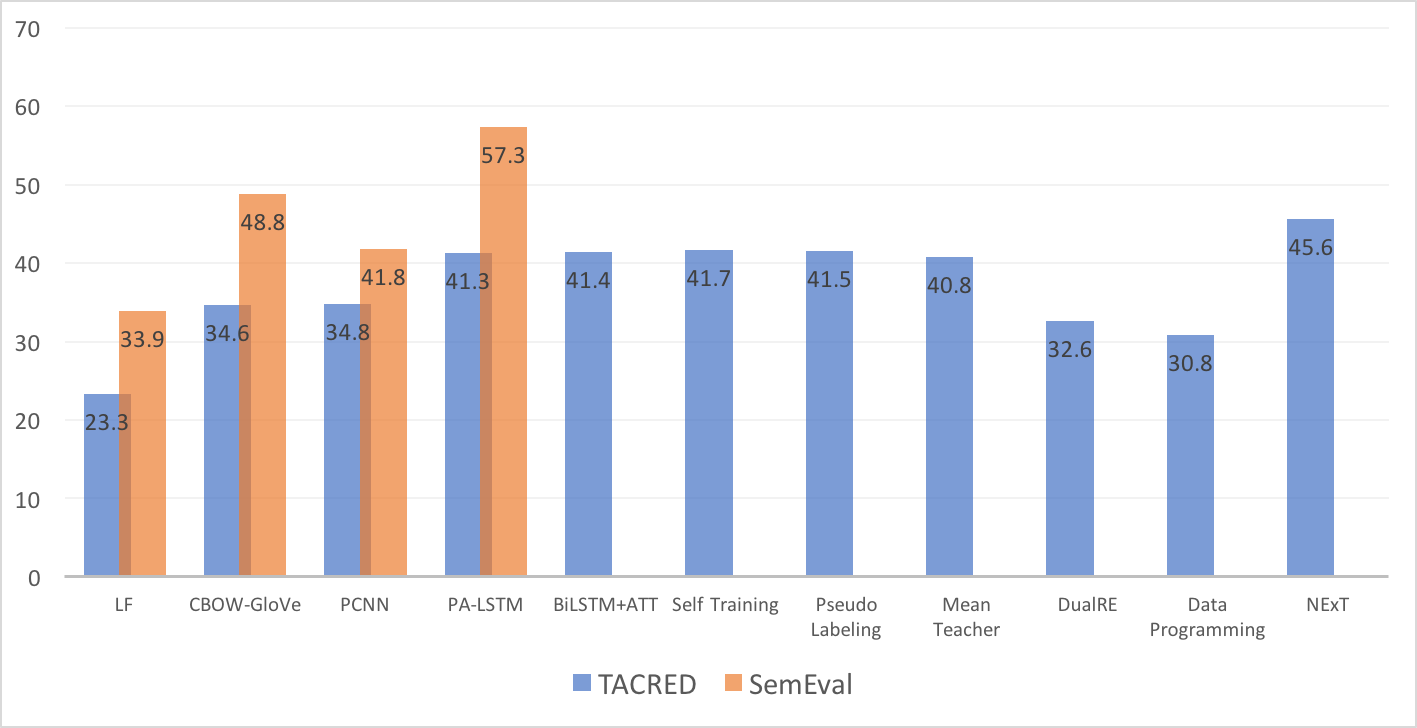 70
60
50
40
30
20
10
0
23.3
33.9
34.6
48.8
34.8
41.8
41.3
57.3
41.4
41.7
41.5
40.8
32.6
30.8
45.6
LF
CBOW-GloVe
PCNN
PA-LSTM
BiLSTM+ATT
Self Training
Pseudo
Labeling
Mean
Teacher
DualRE
Data
Programming
NExT
TACRED
SemEval